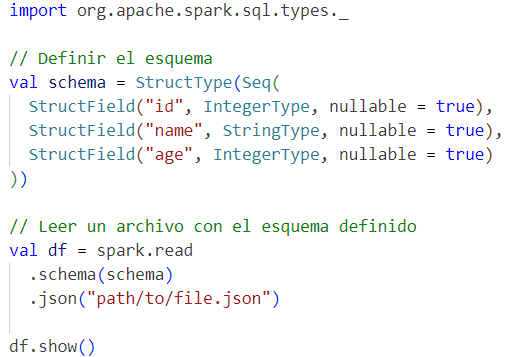 import org.apache.spark.sql.types._
// Definir el esquema
val schema = StructType(Seq(
  StructField("id", IntegerType, nullable = true),
  StructField("name", StringType, nullable = true),
  StructField("age", IntegerType, nullable = true)
))
// Leer un archivo con el esquema definido
val df = spark.read
  .schema(schema)
  .json("path/to/file.json")
df.show()